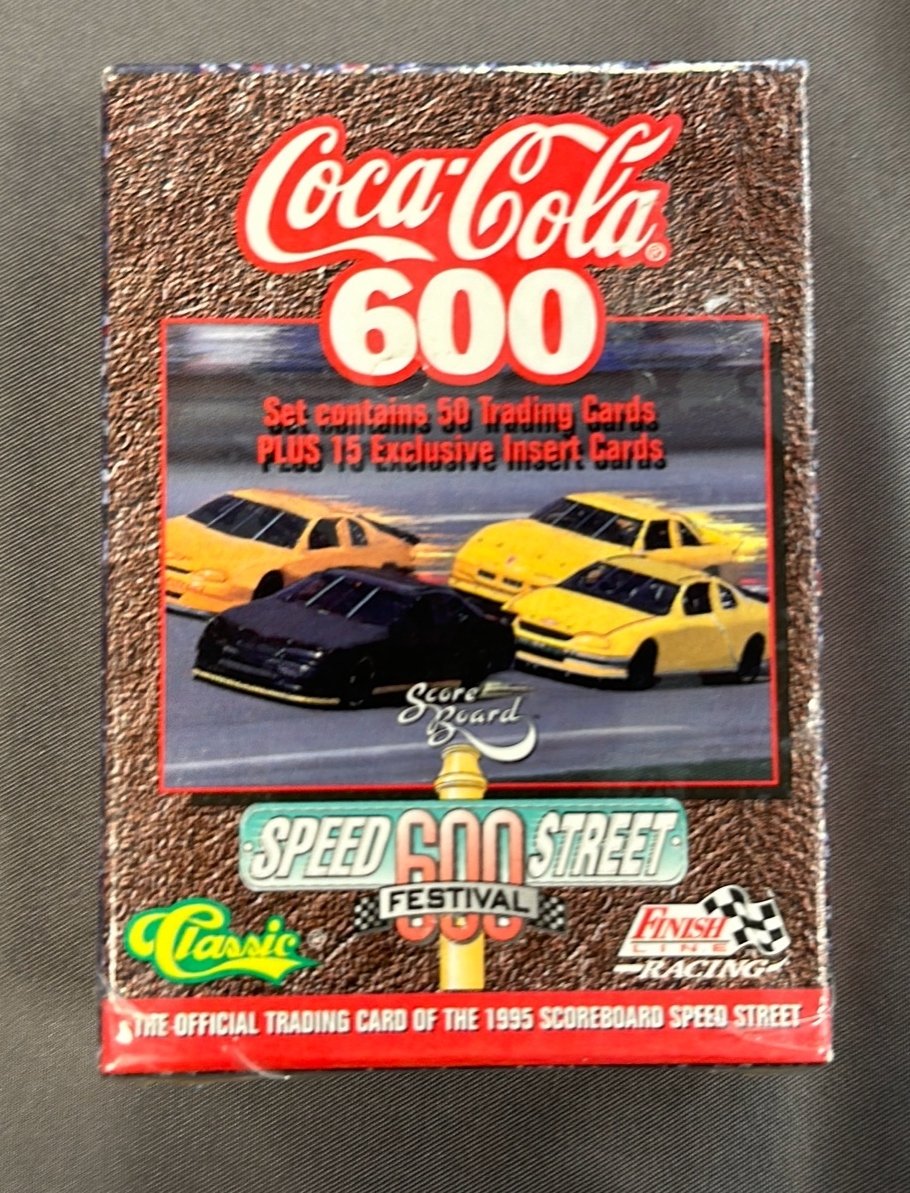 Coca-Cola®
600
Set contains 50 Trading Cards
PLUS 15 Exclusive Insert Cards
Score Board™
SPEED 600 STREET
FESTIVAL
Classic®
FINISH
LINE
RACING
THE OFFICIAL TRADING CARD OF THE 1995 SCOREBOARD SPEED STREET